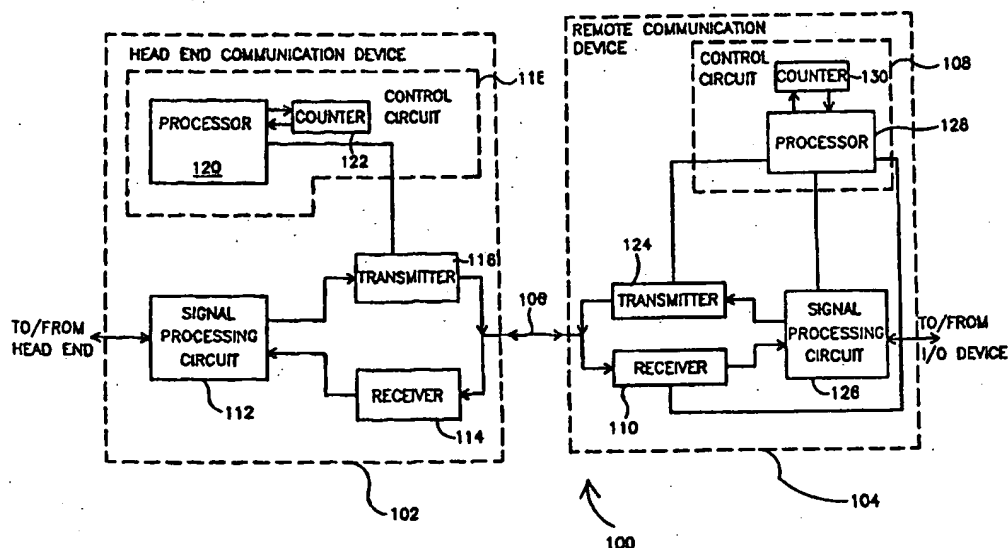 HEAD END COMMUNICATION DEVICE
118
PROCESSOR
120
COUNTER
122
CONTROL
CIRCUIT
TRANSMITTER
116
SIGNAL
PROCESSING
CIRCUIT
112
RECEIVER
114
TO/FROM
HEAD END
102
106
REMOTE COMMUNICATION
DEVICE
CONTROL
CIRCUIT
COUNTER
130
108
PROCESSOR
128
124
TRANSMITTER
RECEIVER
110
SIGNAL
PROCESSING
CIRCUIT
126
TO/FROM
I/O DEVICE
104
100